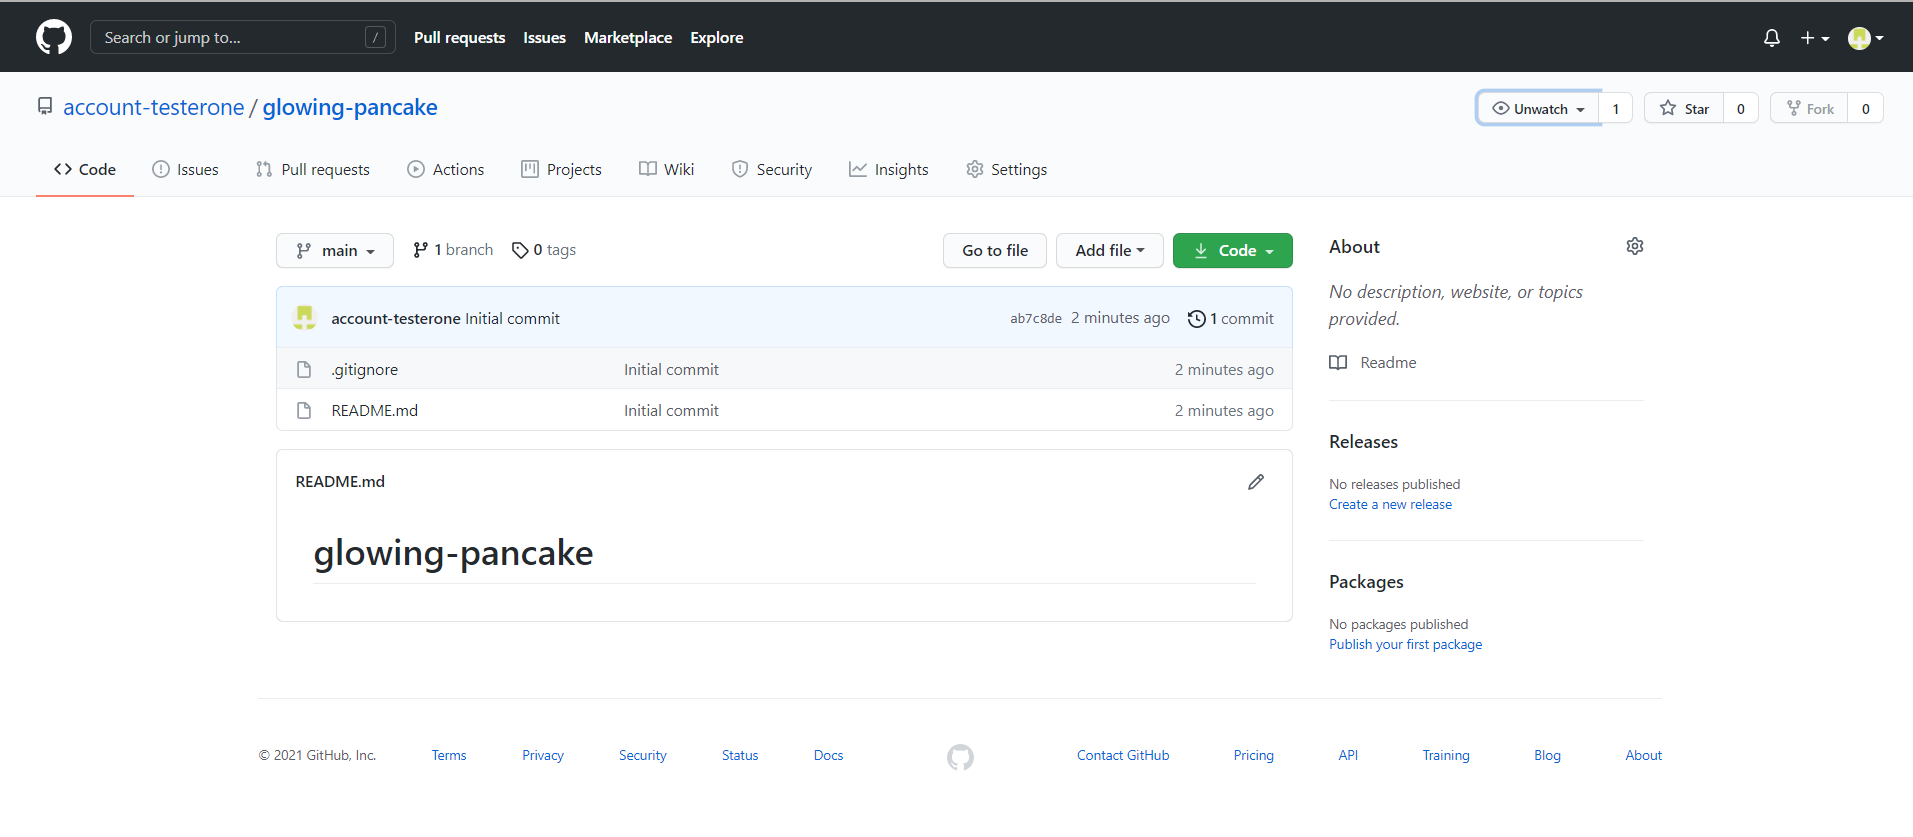 Search or jump to... / Pull requests Issues Marketplace Explore
account-testerone / glowing-pancake Unwatch 1 Star 0 Fork 0
Code Issues Pull requests Actions Projects Wiki Security Insights Settings
main 1 branch 0 tags Go to file Add file Code
account-testerone Initial commit ab7c8de 2 minutes ago 1 commit
.gitignore Initial commit 2 minutes ago
README.md Initial commit 2 minutes ago
README.md
glowing-pancake
About
No description, website, or topics
provided.
Readme
Releases
No releases published
Create a new release
Packages
No packages published
Publish your first package
© 2021 GitHub, Inc. Terms Privacy Security Status Docs Contact GitHub Pricing API Training Blog About